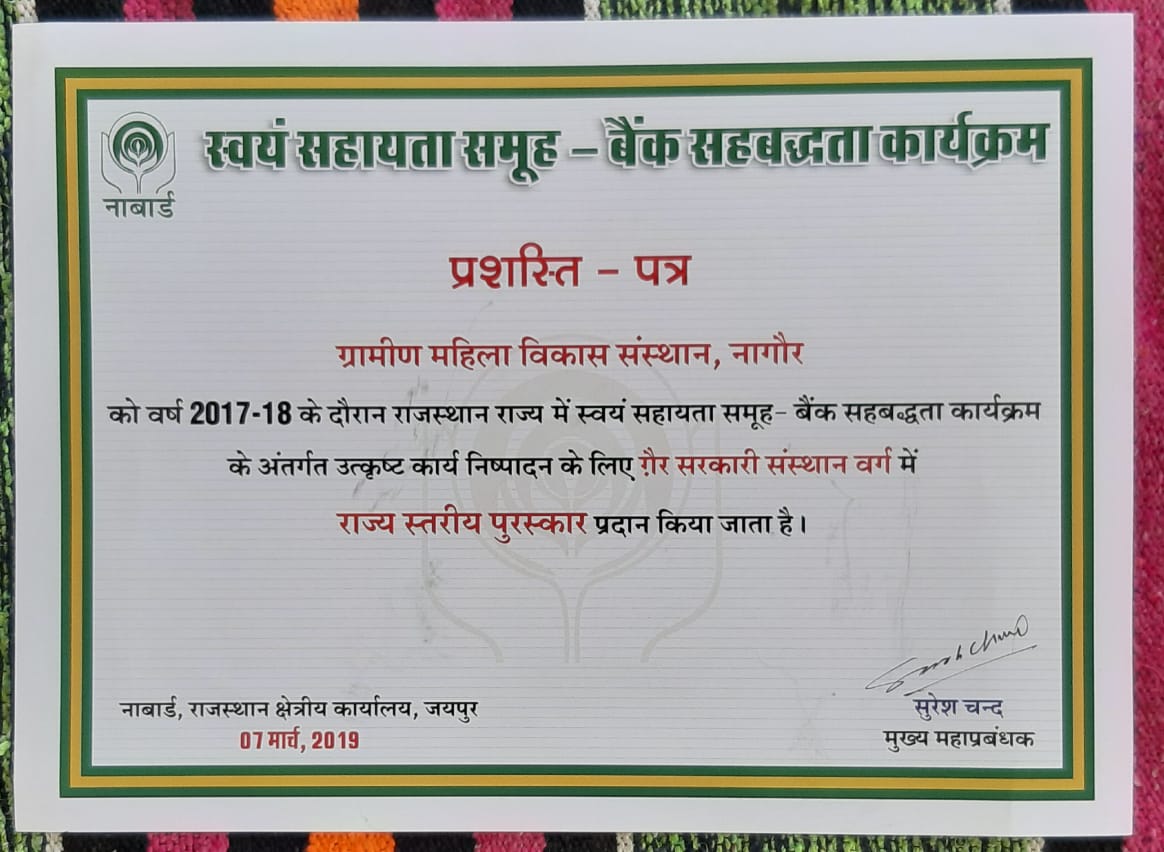 स्वयं सहायता समूह – बैंक सहबद्धता कार्यक्रम
नाबार्ड
प्रशस्ति – पत्र
ग्रामीण महिला विकास संस्थान, नागौर
को वर्ष 2017-18 के दौरान राजस्थान राज्य में स्वयं सहायता समूह– बैंक सहबद्धता कार्यक्रम
के अंतर्गत उत्कृष्ट कार्य निष्पादन के लिए ग़ैर सरकारी संस्थान वर्ग में
राज्य स्तरीय पुरस्कार प्रदान किया जाता है।
नाबार्ड, राजस्थान क्षेत्रीय कार्यालय, जयपुर
07 मार्च, 2019
सुरेश चन्द
मुख्य महाप्रबंधक